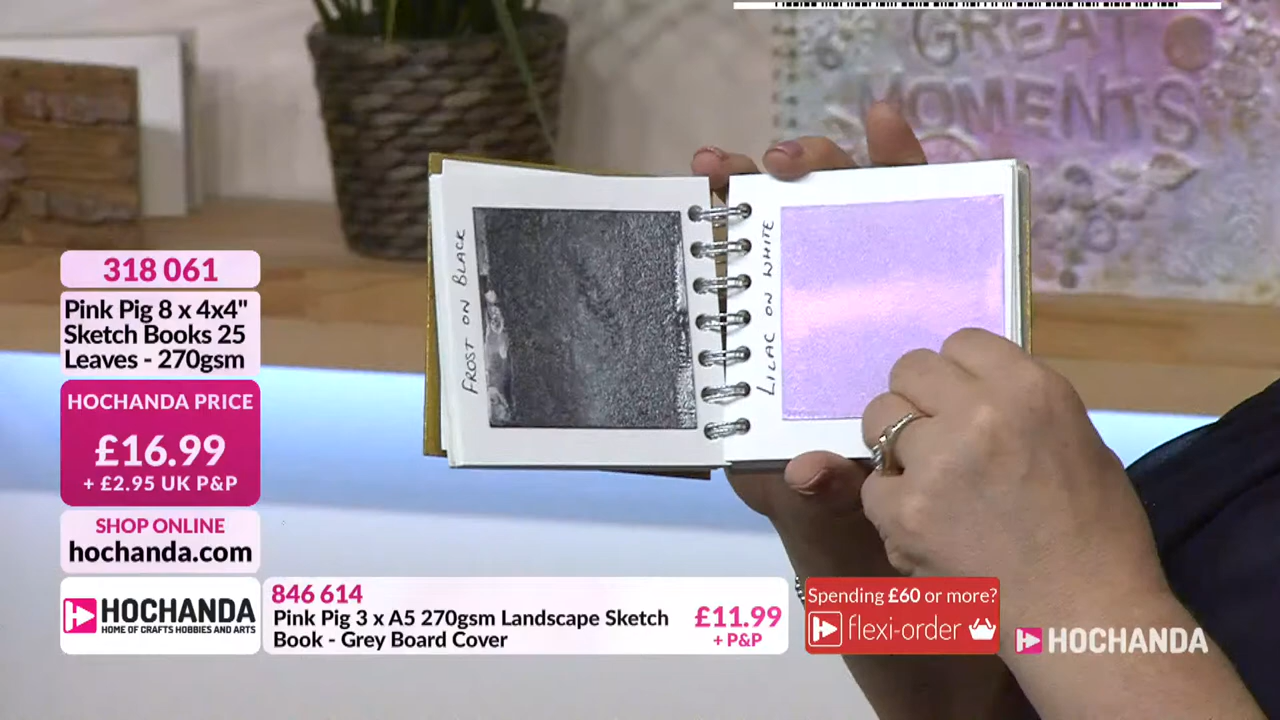 GREAT
MOMENTS
FROST ON BLACK
LILAC ON WHITE
318 061
Pink Pig 8 x 4x4"
Sketch Books 25
Leaves - 270gsm
HOCHANDA PRICE
£16.99
+ £2.95 UK P&P
SHOP ONLINE
hochanda.com
HOCHANDA
HOME OF CRAFTS HOBBIES AND ARTS
846 614
Pink Pig 3 x A5 270gsm Landscape Sketch
Book - Grey Board Cover
£11.99
+ P&P
Spending £60 or more?
flexi-order
HOCHANDA